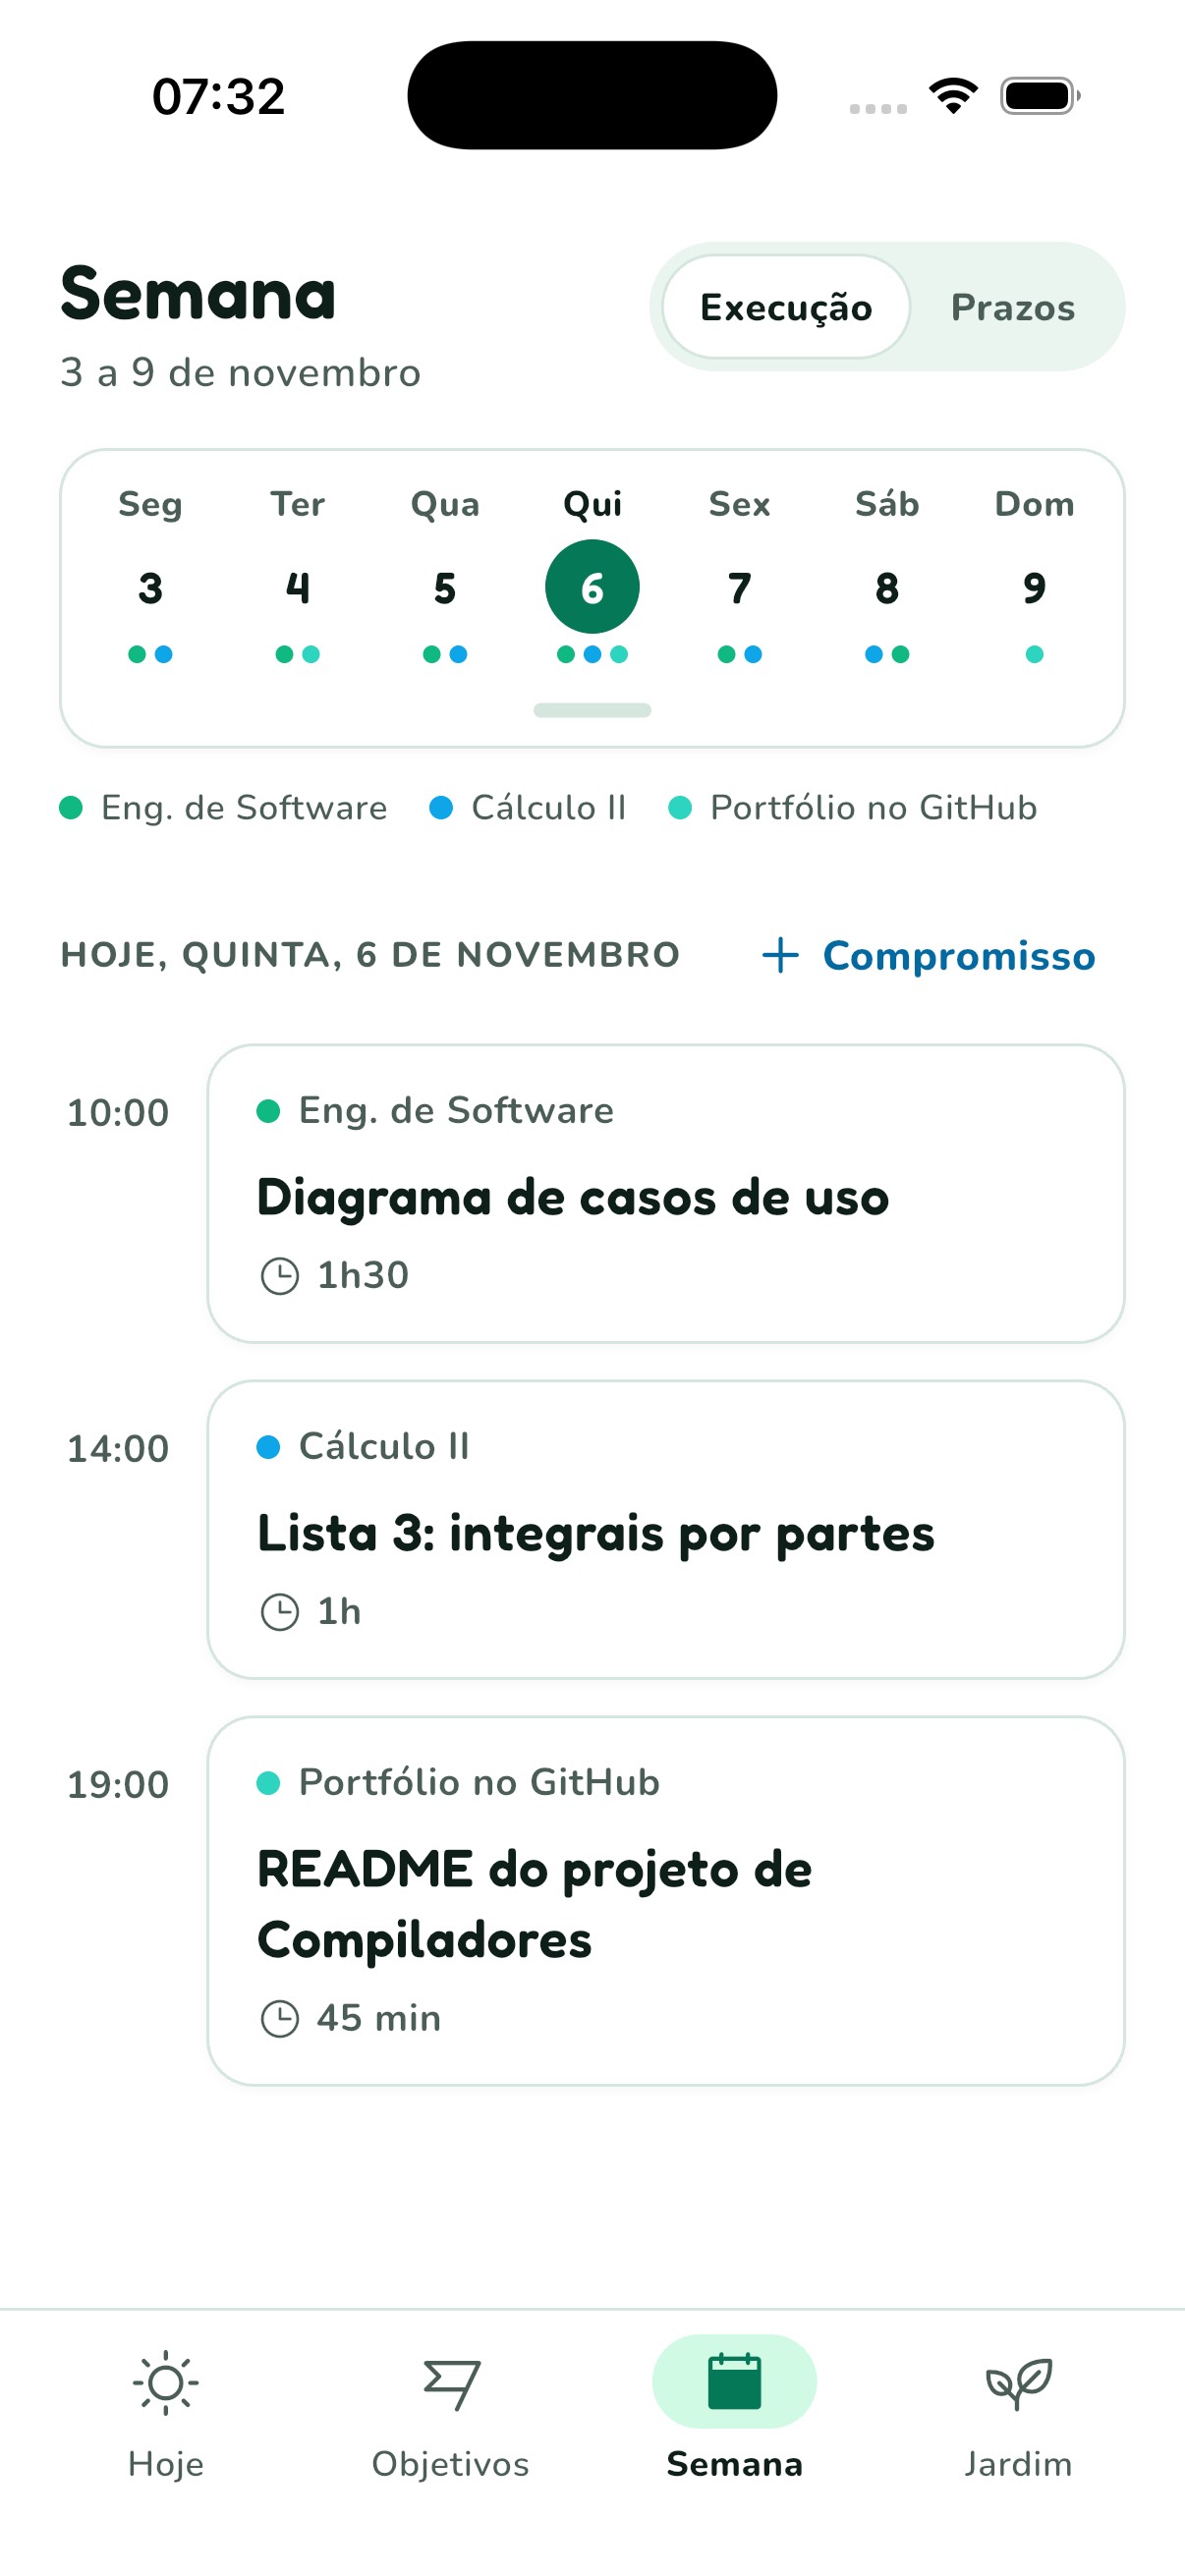 07:32
Semana
Execução Prazos
3 a 9 de novembro
Seg Ter Qua Qui Sex Sáb Dom
3 4 5 6 7 8 9
Eng. de Software Cálculo II Portfólio no GitHub
HOJE, QUINTA, 6 DE NOVEMBRO + Compromisso
10:00
Eng. de Software
Diagrama de casos de uso
1h30
14:00
Cálculo II
Lista 3: integrais por partes
1h
19:00
Portfólio no GitHub
README do projeto de
Compiladores
45 min
Hoje Objetivos Semana Jardim